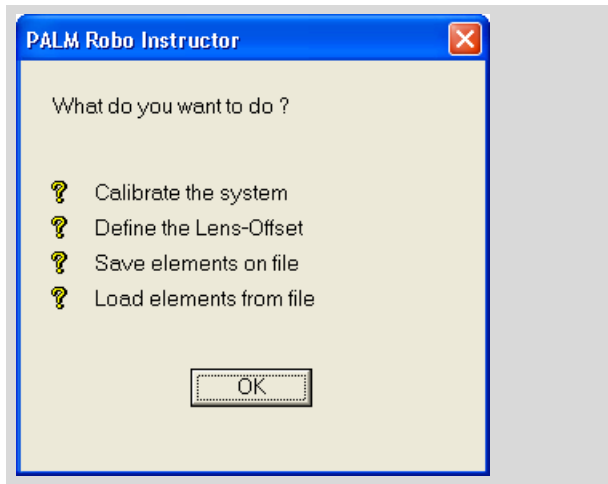 PALM Robo Instructor
What do you want to do ?
Calibrate the system
Define the Lens-Offset
Save elements on file
Load elements from file
OK